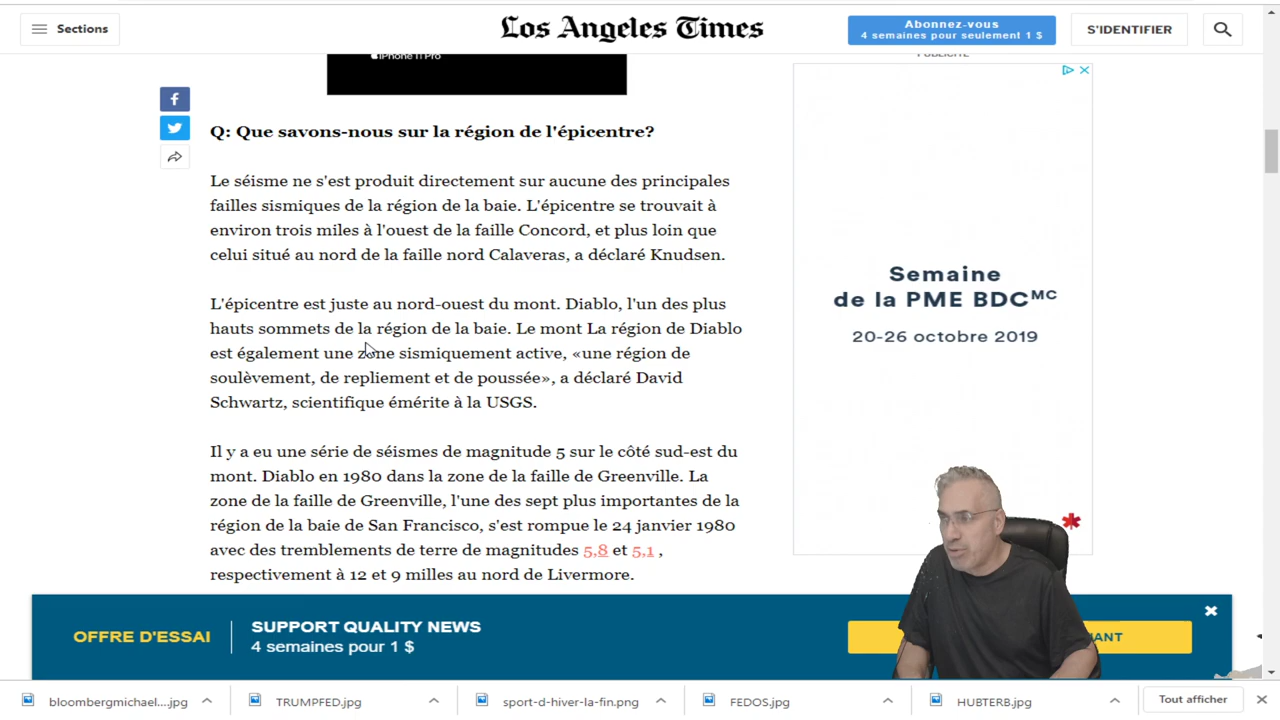 Sections
Los Angeles Times
Abonnez-vous
4 semaines pour seulement 1 $
S'IDENTIFIER
iPhone 11 Pro
PUBLICITÉ
Q: Que savons-nous sur la région de l'épicentre?
Le séisme ne s'est produit directement sur aucune des principales
failles sismiques de la région de la baie. L'épicentre se trouvait à
environ trois miles à l'ouest de la faille Concord, et plus loin que
celui situé au nord de la faille nord Calaveras, a déclaré Knudsen.
L'épicentre est juste au nord-ouest du mont. Diablo, l'un des plus
hauts sommets de la région de la baie. Le mont La région de Diablo
est également une zone sismiquement active, «une région de
soulèvement, de repliement et de poussée», a déclaré David
Schwartz, scientifique émérite à la USGS.
Il y a eu une série de séismes de magnitude 5 sur le côté sud-est du
mont. Diablo en 1980 dans la zone de la faille de Greenville. La
zone de la faille de Greenville, l'une des sept plus importantes de la
région de la baie de San Francisco, s'est rompue le 24 janvier 1980
avec des tremblements de terre de magnitudes 5,8 et 5,1 ,
respectivement à 12 et 9 milles au nord de Livermore.
Semaine
de la PME BDCMC
20-26 octobre 2019
OFFRE D'ESSAI
SUPPORT QUALITY NEWS
4 semaines pour 1 $
bloombergmichael....jpg
TRUMPFED.jpg
sport-d-hiver-la-fin.png
FEDOS.jpg
HUBTERB.jpg
Tout afficher